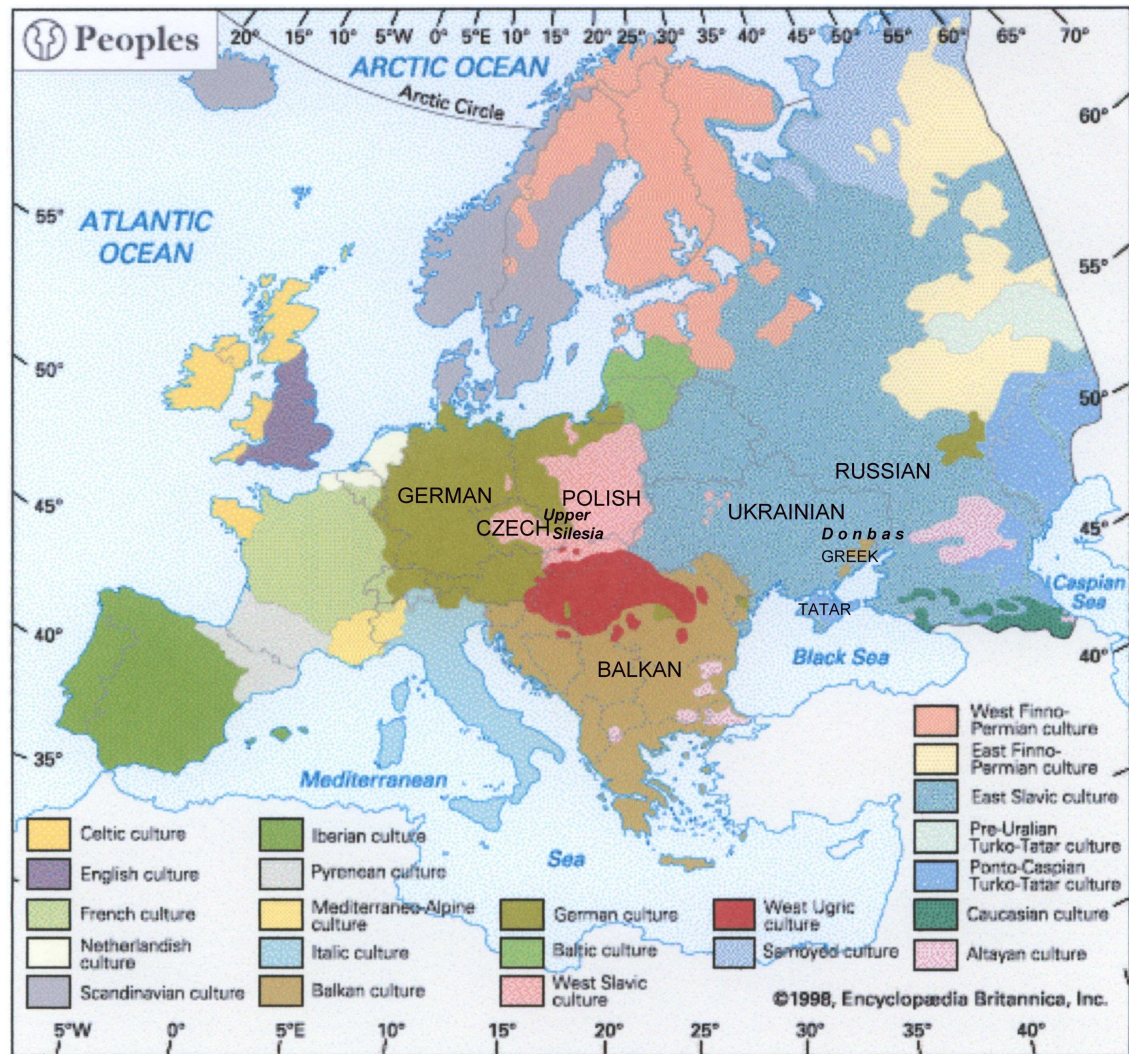 Peoples
20° 15° 10° 5°W 0° 5°E 10° 15° 20° 25° 30° 35° 40° 45° 50° 55° 60° 65° 70°
ARCTIC OCEAN
Arctic Circle
60°
55°
ATLANTIC
OCEAN
55°
50°
50°
RUSSIAN
GERMAN
POLISH
45°
UKRAINIAN
45°
CZECH
Upper
Silesia
Donbas
GREEK
Caspian
Sea
TATAR
40°
Black Sea
40°
BALKAN
35°
Mediterranean
Sea
West Finno-
Permian culture
East Finno-
Permian culture
East Slavic culture
Pre-Uralian
Turko-Tatar culture
Ponto-Caspian
Turko-Tatar culture
Caucasian culture
Altayan culture
Celtic culture
English culture
French culture
Netherlandish
culture
Scandinavian culture
Iberian culture
Pyrenean culture
Mediterraneo-Alpine
culture
Italic culture
Balkan culture
German culture
Baltic culture
West Slavic
culture
West Ugric
culture
Samoyed culture
©1998, Encyclopædia Britannica, Inc.
5°W 0° 5°E 10° 15° 20° 25° 30° 35° 40°